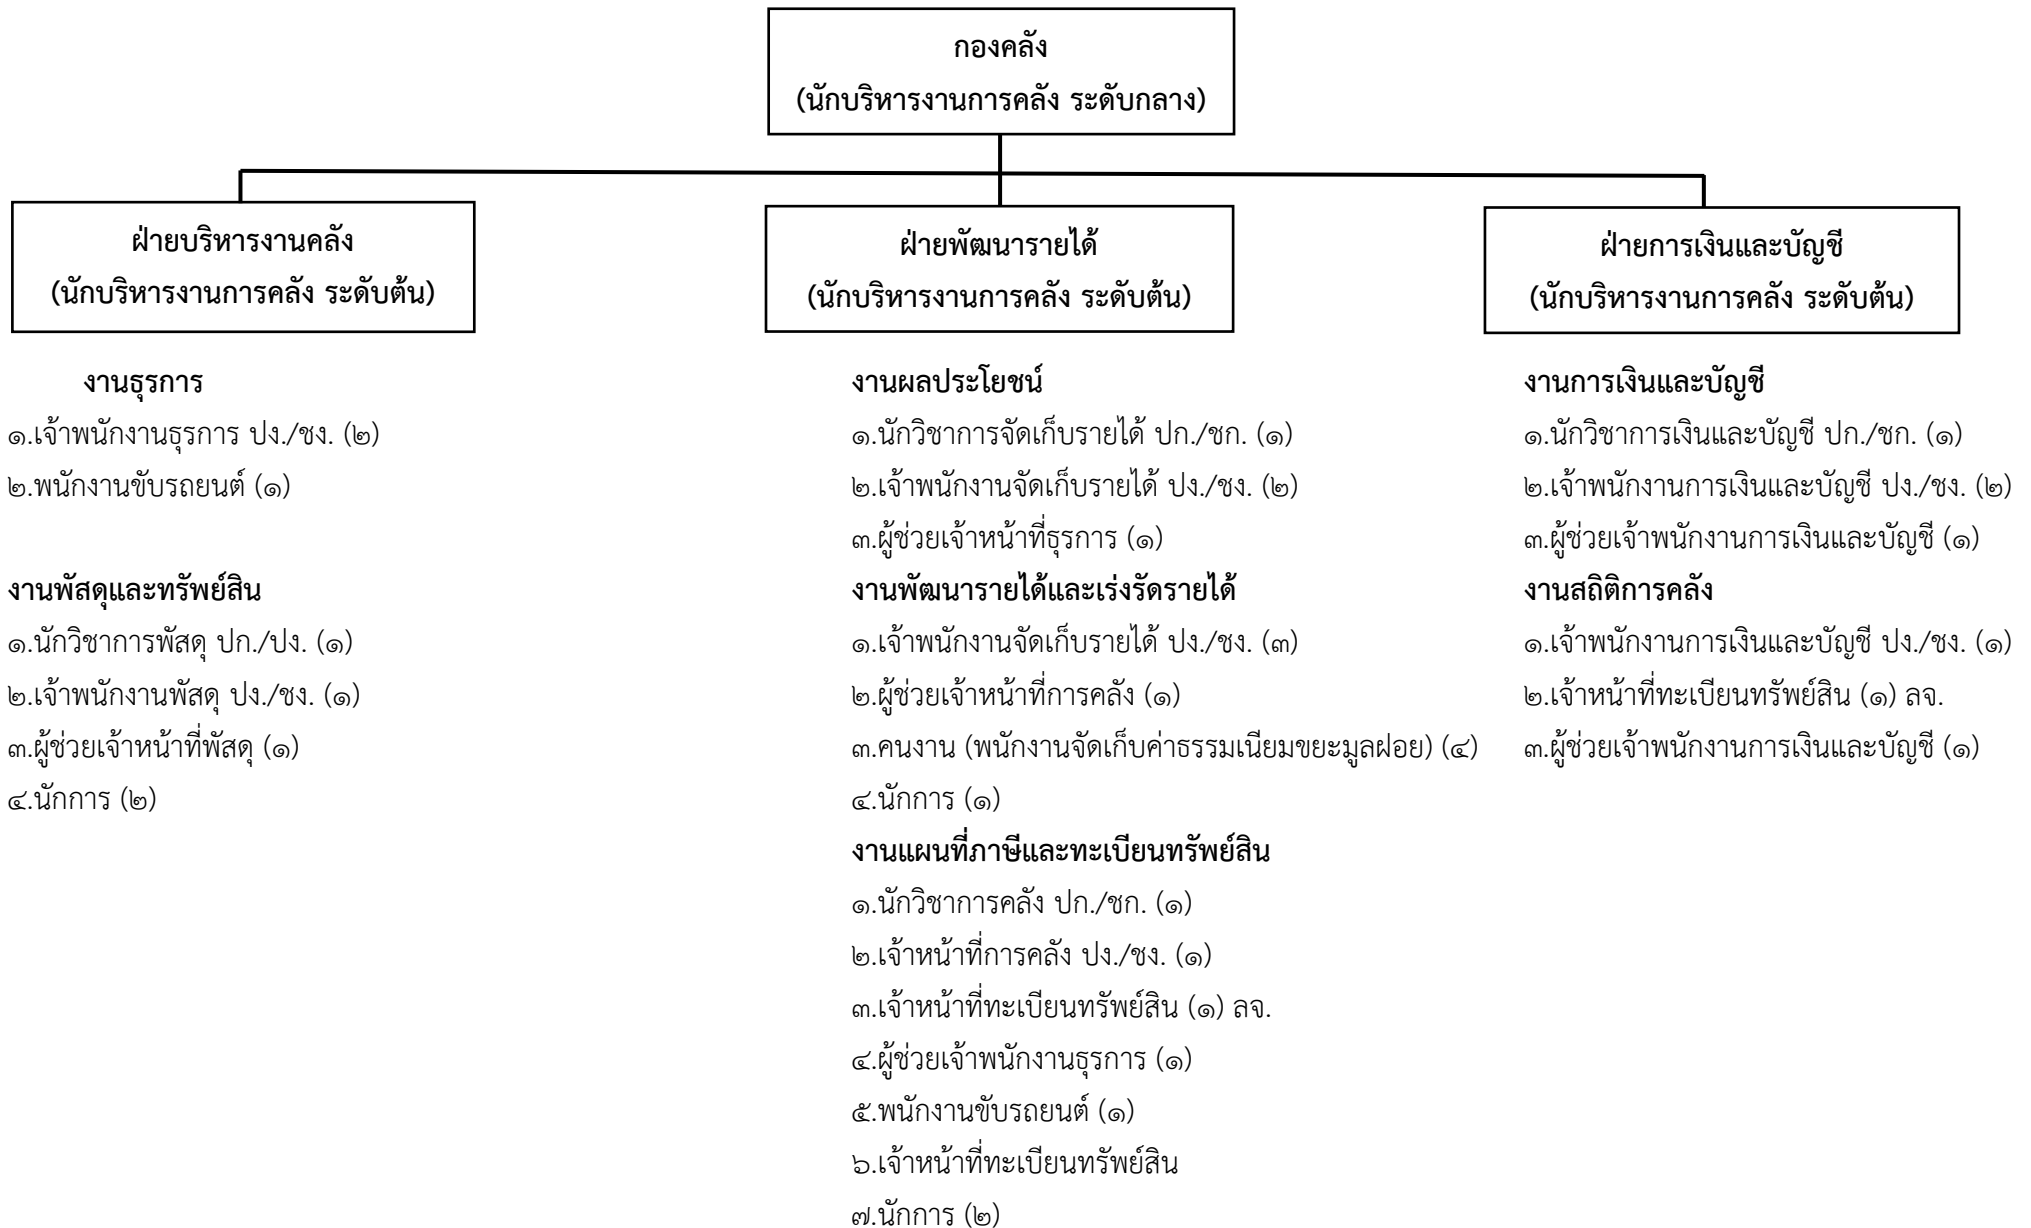 กองคลัง
(นักบริหารงานการคลัง ระดับกลาง)
ฝ่ายบริหารงานคลัง
(นักบริหารงานการคลัง ระดับต้น)
งานธุรการ
๑.เจ้าพนักงานธุรการ ปง./ชง. (๒)
๒.พนักงานขับรถยนต์ (๑)
งานพัสดุและทรัพย์สิน
๑.นักวิชาการพัสดุ ปก./ปง. (๑)
๒.เจ้าพนักงานพัสดุ ปง./ชง. (๑)
๓.ผู้ช่วยเจ้าหน้าที่พัสดุ (๑)
๔.นักการ (๒)
ฝ่ายพัฒนารายได้
(นักบริหารงานการคลัง ระดับต้น)
งานผลประโยชน์
๑.นักวิชาการจัดเก็บรายได้ ปก./ชก. (๑)
๒.เจ้าพนักงานจัดเก็บรายได้ ปง./ชง. (๒)
๓.ผู้ช่วยเจ้าหน้าที่ธุรการ (๑)
งานพัฒนารายได้และเร่งรัดรายได้
๑.เจ้าพนักงานจัดเก็บรายได้ ปง./ชง. (๓)
๒.ผู้ช่วยเจ้าหน้าที่การคลัง (๑)
๓.คนงาน (พนักงานจัดเก็บค่าธรรมเนียมขยะมูลฝอย) (๔)
๔.นักการ (๑)
งานแผนที่ภาษีและทะเบียนทรัพย์สิน
๑.นักวิชาการคลัง ปก./ชก. (๑)
๒.เจ้าหน้าที่การคลัง ปง./ชง. (๑)
๓.เจ้าหน้าที่ทะเบียนทรัพย์สิน (๑) ลจ.
๔.ผู้ช่วยเจ้าพนักงานธุรการ (๑)
๕.พนักงานขับรถยนต์ (๑)
๖.เจ้าหน้าที่ทะเบียนทรัพย์สิน
๗.นักการ (๒)
ฝ่ายการเงินและบัญชี
(นักบริหารงานการคลัง ระดับต้น)
งานการเงินและบัญชี
๑.นักวิชาการเงินและบัญชี ปก./ชก. (๑)
๒.เจ้าพนักงานการเงินและบัญชี ปง./ชง. (๒)
๓.ผู้ช่วยเจ้าพนักงานการเงินและบัญชี (๑)
งานสถิติการคลัง
๑.เจ้าพนักงานการเงินและบัญชี ปง./ชง. (๑)
๒.เจ้าหน้าที่ทะเบียนทรัพย์สิน (๑) ลจ.
๓.ผู้ช่วยเจ้าพนักงานการเงินและบัญชี (๑)